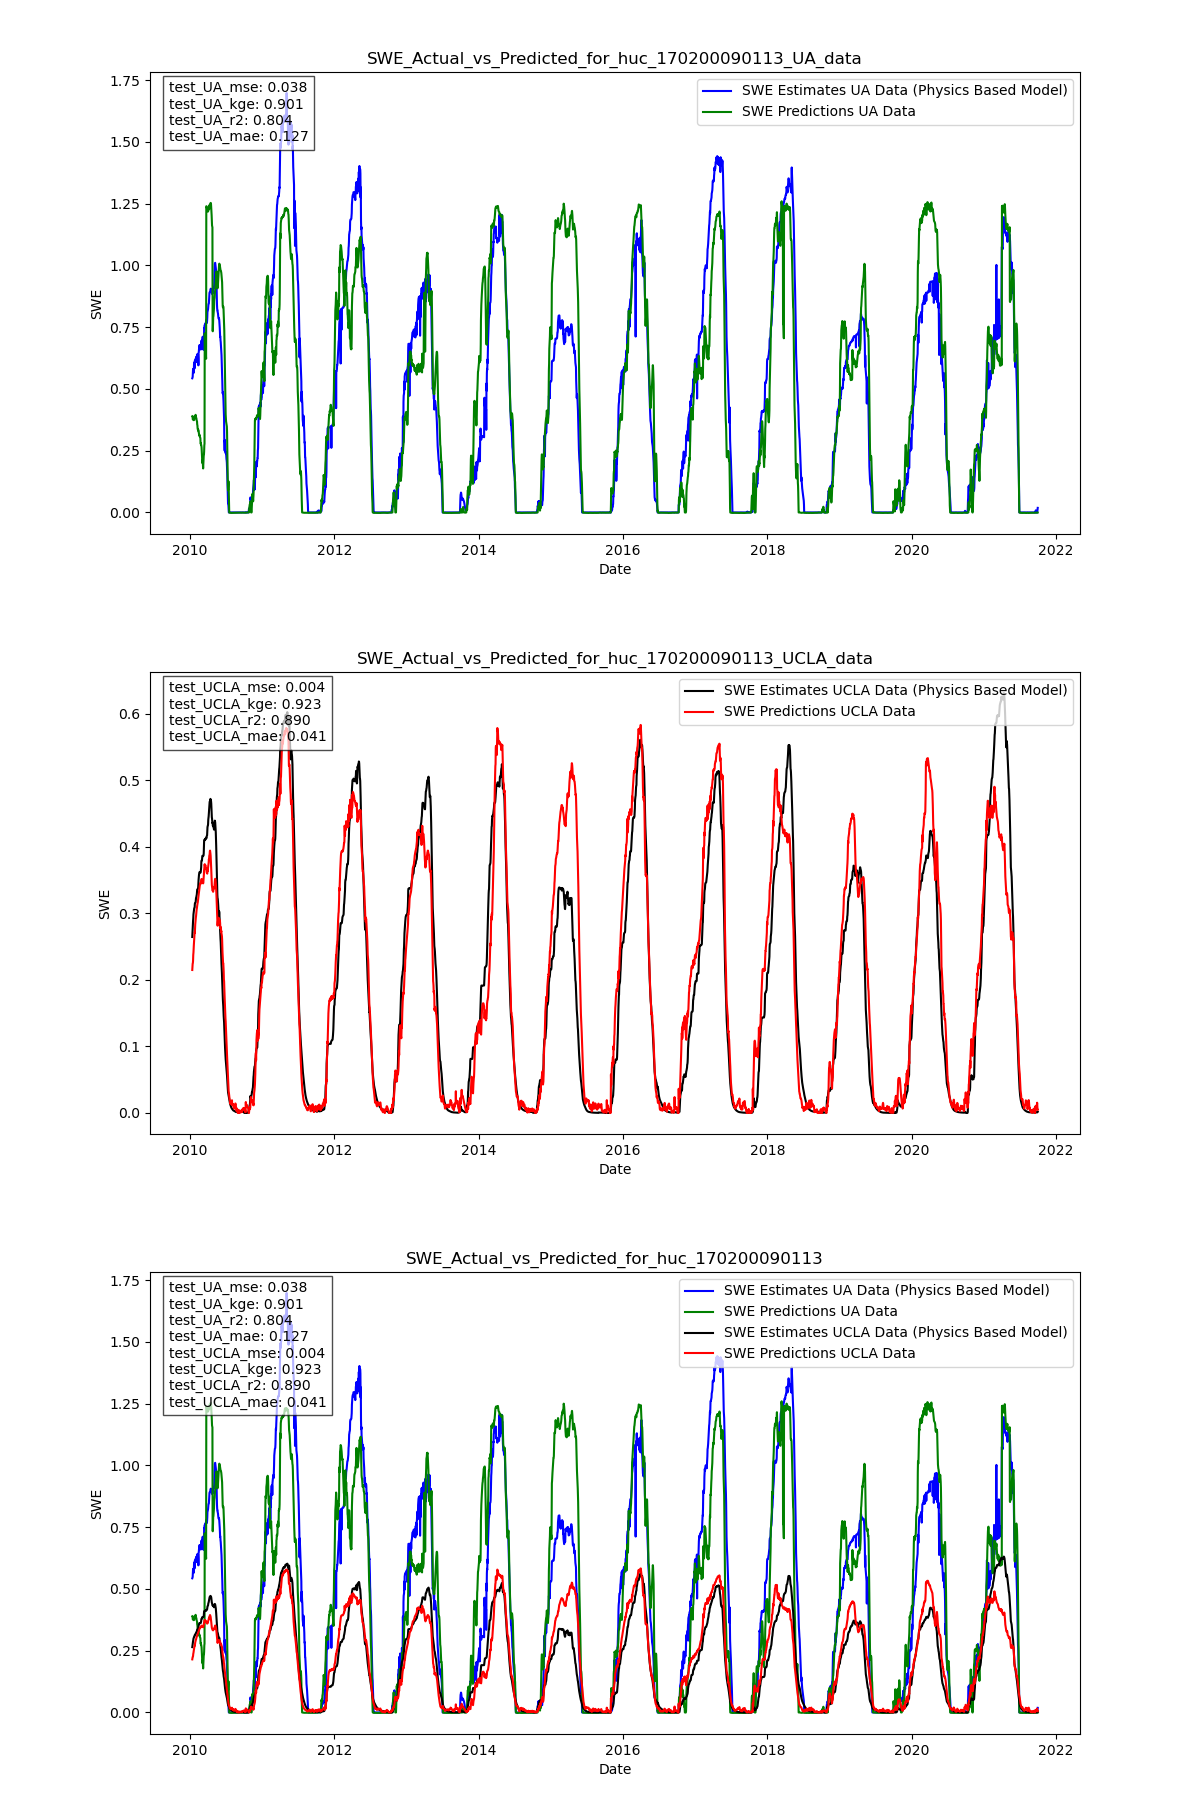 SWE_Actual_vs_Predicted_for_huc_170200090113_UA_data
test_UA_mse: 0.038
test_UA_kge: 0.901
test_UA_r2: 0.804
test_UA_mae: 0.127
SWE Estimates UA Data (Physics Based Model)
SWE Predictions UA Data
1.75
1.50
1.25
1.00
0.75
0.50
0.25
0.00
SWE
2010 2012 2014 2016 2018 2020 2022
Date
SWE_Actual_vs_Predicted_for_huc_170200090113_UCLA_data
test_UCLA_mse: 0.004
test_UCLA_kge: 0.923
test_UCLA_r2: 0.890
test_UCLA_mae: 0.041
SWE Estimates UCLA Data (Physics Based Model)
SWE Predictions UCLA Data
0.6
0.5
0.4
0.3
0.2
0.1
0.0
SWE
2010 2012 2014 2016 2018 2020 2022
Date
SWE_Actual_vs_Predicted_for_huc_170200090113
test_UA_mse: 0.038
test_UA_kge: 0.901
test_UA_r2: 0.804
test_UA_mae: 0.127
test_UCLA_mse: 0.004
test_UCLA_kge: 0.923
test_UCLA_r2: 0.890
test_UCLA_mae: 0.041
SWE Estimates UA Data (Physics Based Model)
SWE Predictions UA Data
SWE Estimates UCLA Data (Physics Based Model)
SWE Predictions UCLA Data
1.75
1.50
1.25
1.00
0.75
0.50
0.25
0.00
SWE
2010 2012 2014 2016 2018 2020 2022
Date